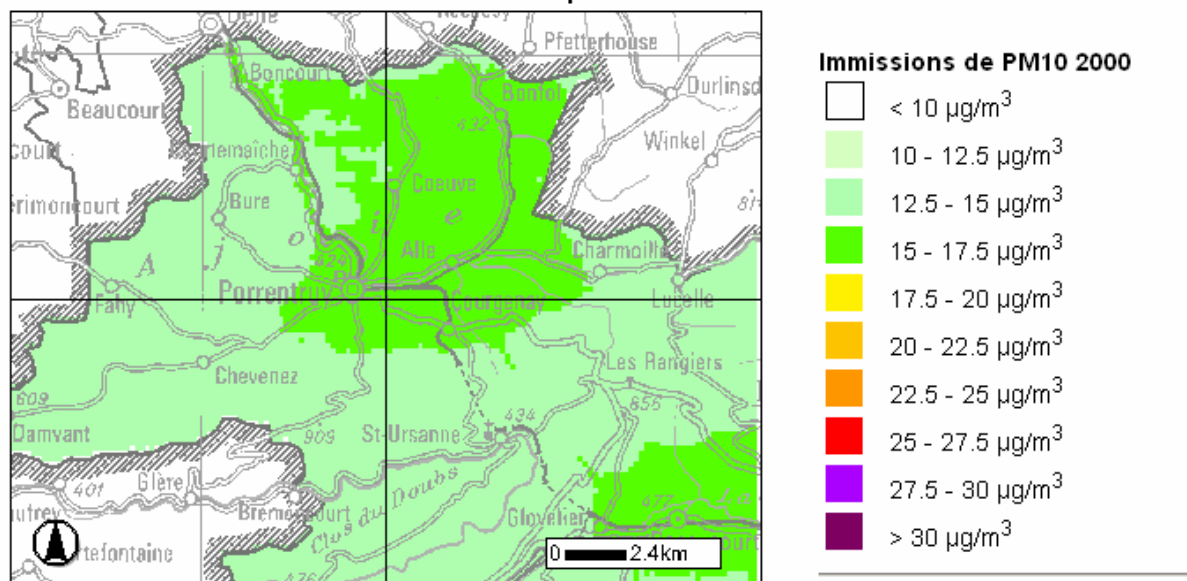 Pfetterhouse
Boncourt
Bonfol
Beaucourt
432
Winkel
Coeuve
Bure
e
i
o
A
j
Alle
Charmoille
424
Porrentruy
Courgenay
Lucelle
Fahy
Chevenez
Les Rangiers
609
855
Damvant
909
St-Ursanne
434
Glère
401
Clos du Doubs
477
La
Glovelier
0 2.4km
Immissions de PM10 2000
< 10 µg/m3
10 - 12.5 µg/m3
12.5 - 15 µg/m3
15 - 17.5 µg/m3
17.5 - 20 µg/m3
20 - 22.5 µg/m3
22.5 - 25 µg/m3
25 - 27.5 µg/m3
27.5 - 30 µg/m3
> 30 µg/m3